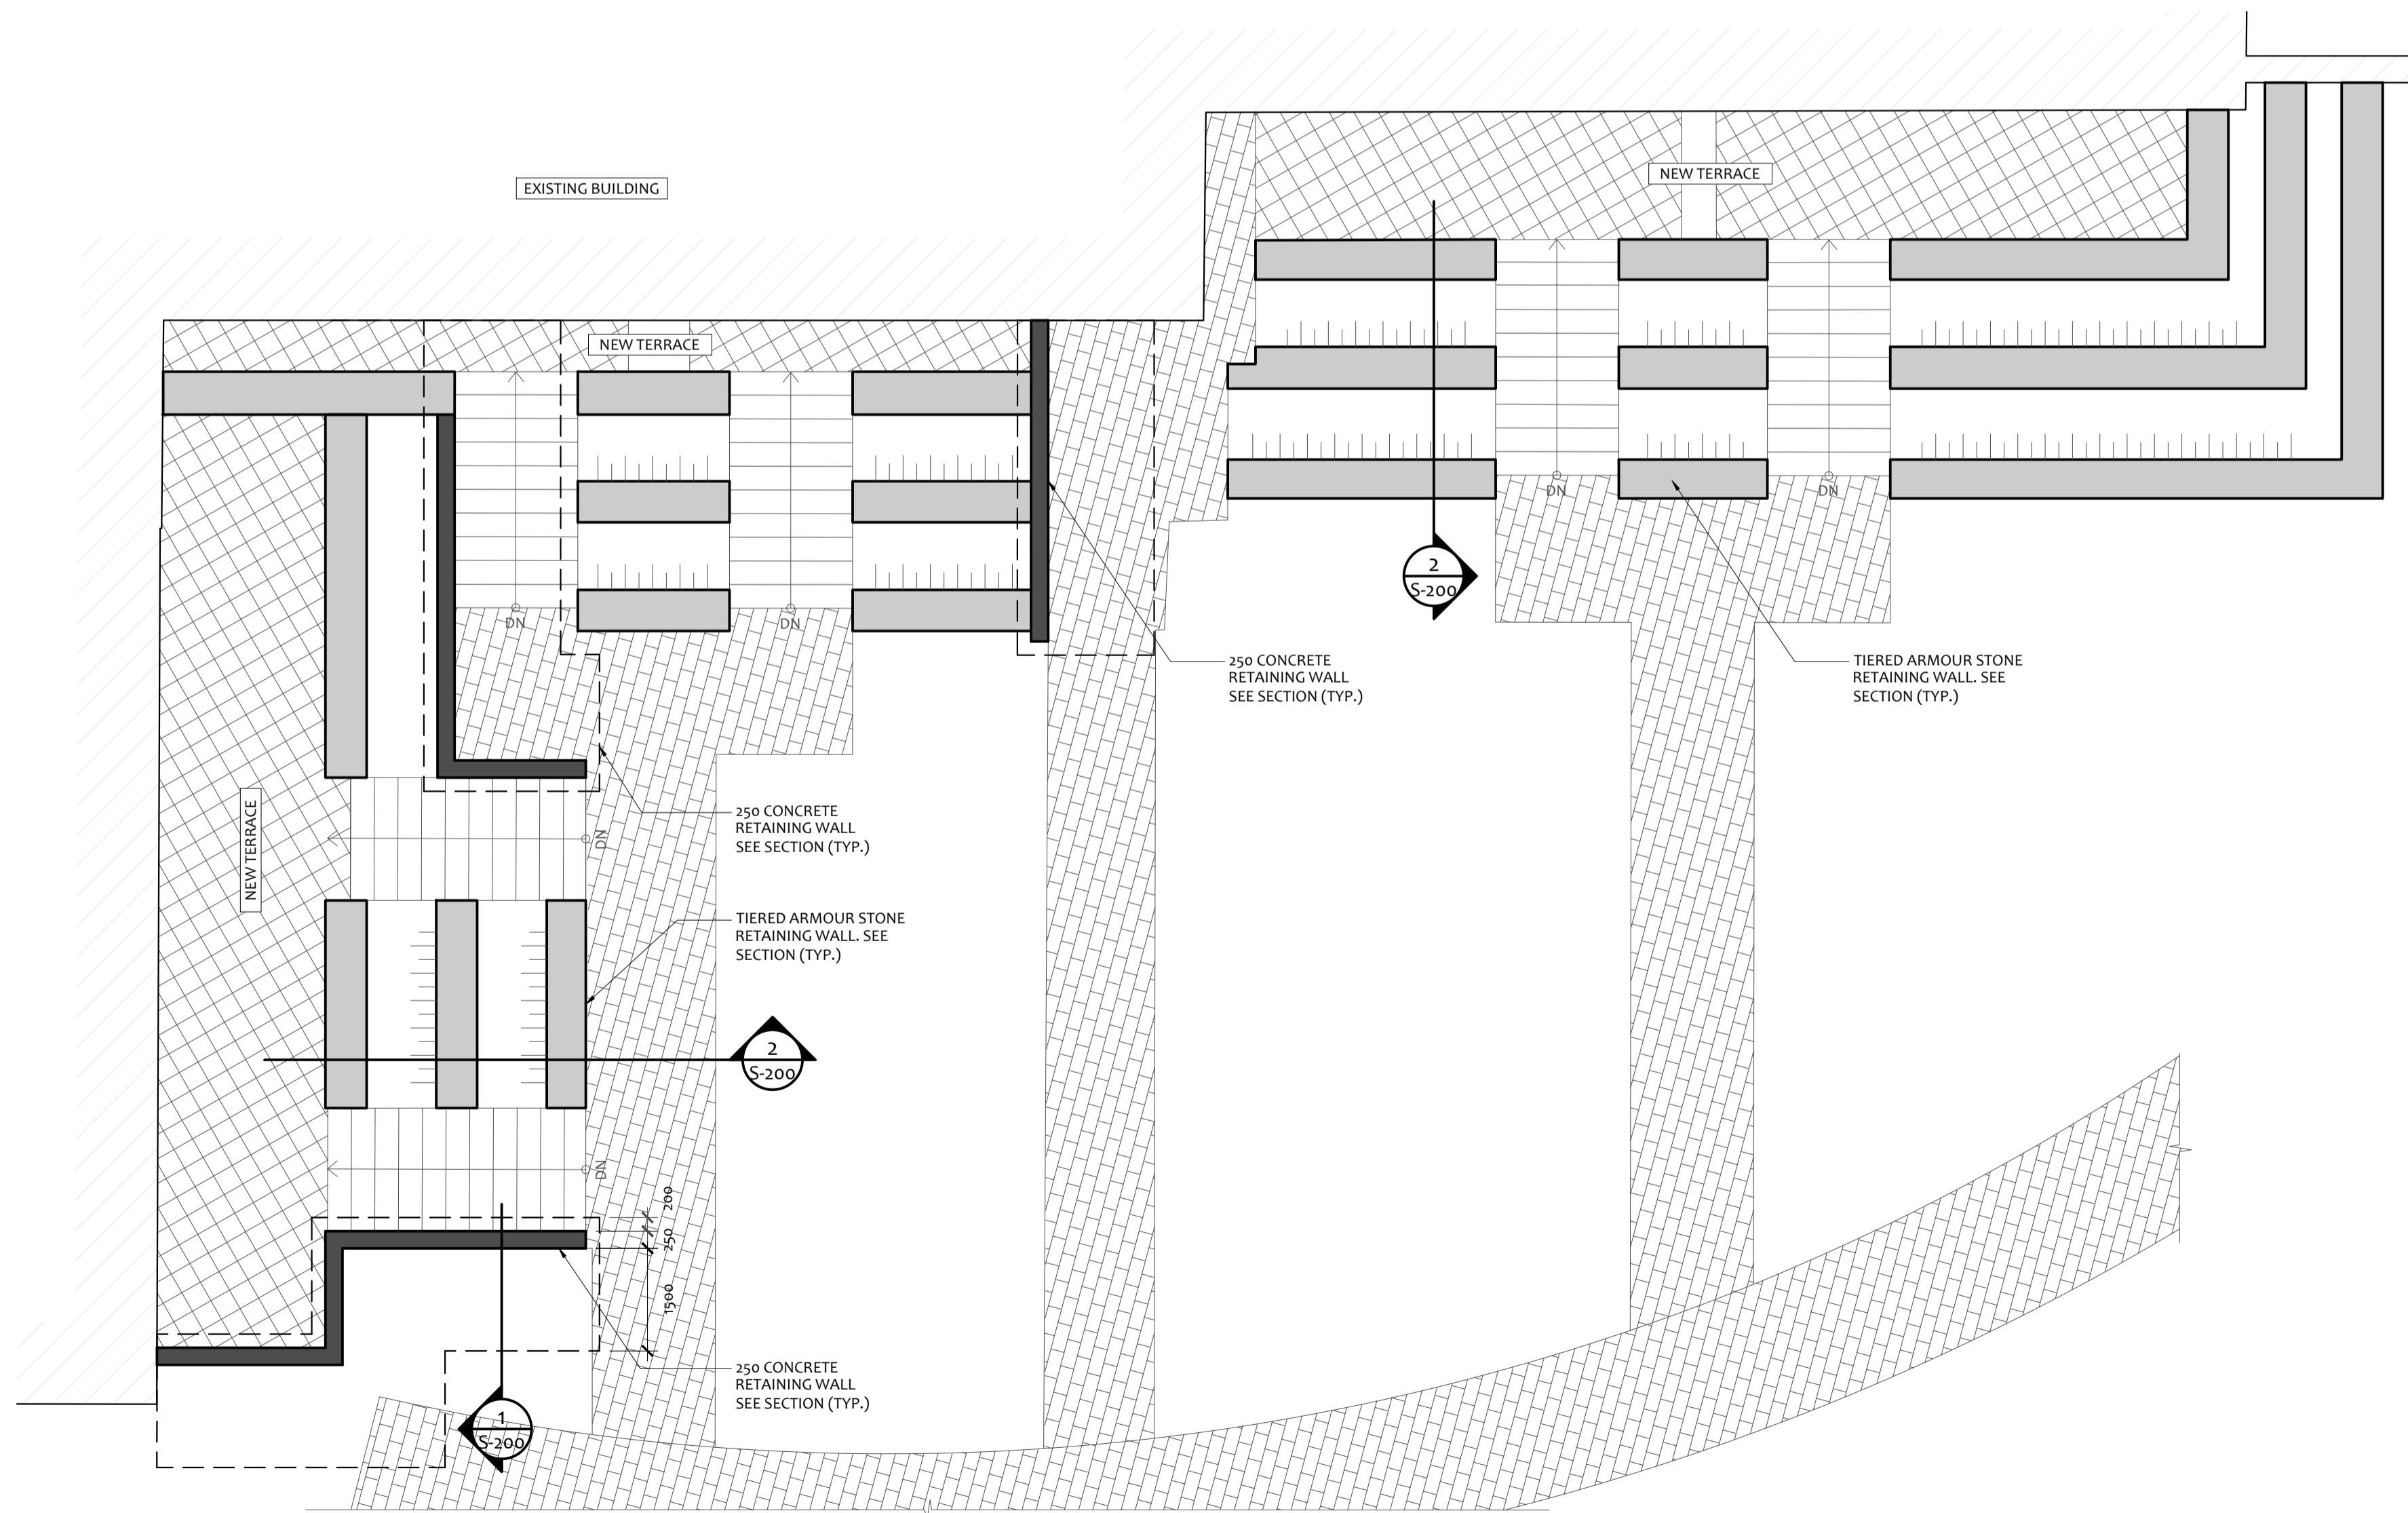 EXISTING BUILDING
NEW TERRACE
NEW TERRACE
DN
DN
2
S-200
DN
DN
250 CONCRETE
RETAINING WALL
SEE SECTION (TYP.)
TIERED ARMOUR STONE
RETAINING WALL. SEE
SECTION (TYP.)
NEW TERRACE
DN
250 CONCRETE
RETAINING WALL
SEE SECTION (TYP.)
TIERED ARMOUR STONE
RETAINING WALL. SEE
SECTION (TYP.)
2
S-200
DN
200
250
1500
250 CONCRETE
RETAINING WALL
SEE SECTION (TYP.)
1
S-200